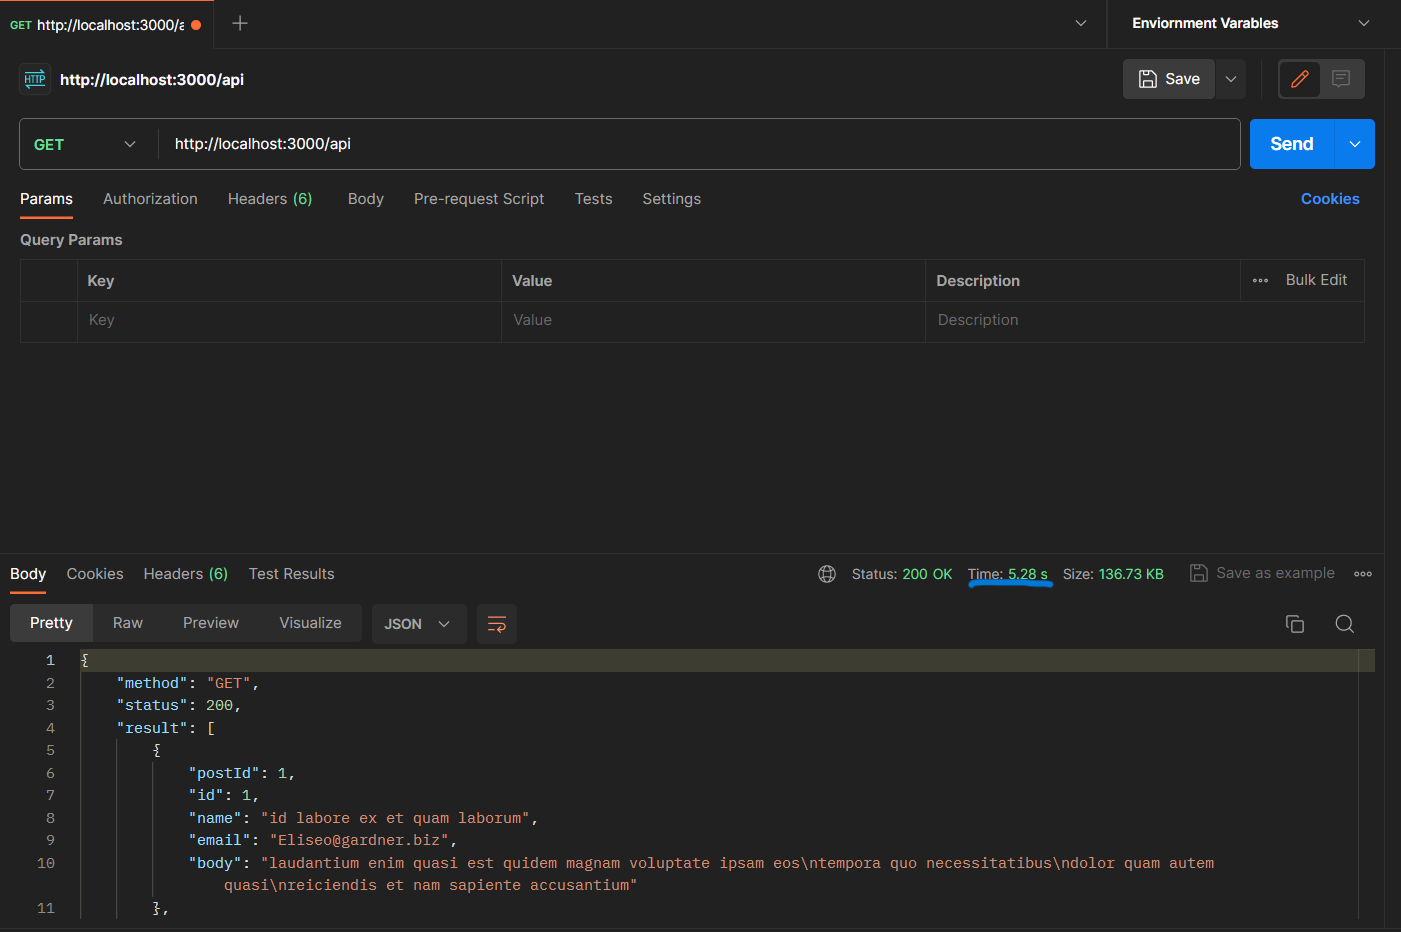 GET http://localhost:3000/a
Enviornment Varables
HTTP http://localhost:3000/api
Save
GET http://localhost:3000/api
Send
Params Authorization Headers (6) Body Pre-request Script Tests Settings Cookies
Query Params
Key Value Description Bulk Edit
Key Value Description
Body Cookies Headers (6) Test Results Status: 200 OK Time: 5.28 s Size: 136.73 KB Save as example
Pretty Raw Preview Visualize JSON
1 {
2 "method": "GET",
3 "status": 200,
4 "result": [
5 {
6 "postId": 1,
7 "id": 1,
8 "name": "id labore ex et quam laborum",
9 "email": "Eliseo@gardner.biz",
10 "body": "laudantium enim quasi est quidem magnam voluptate ipsam eos\ntempora quo necessitatibus\ndolor quam autem
quasi\nreiciendis et nam sapiente accusantium"
11 },